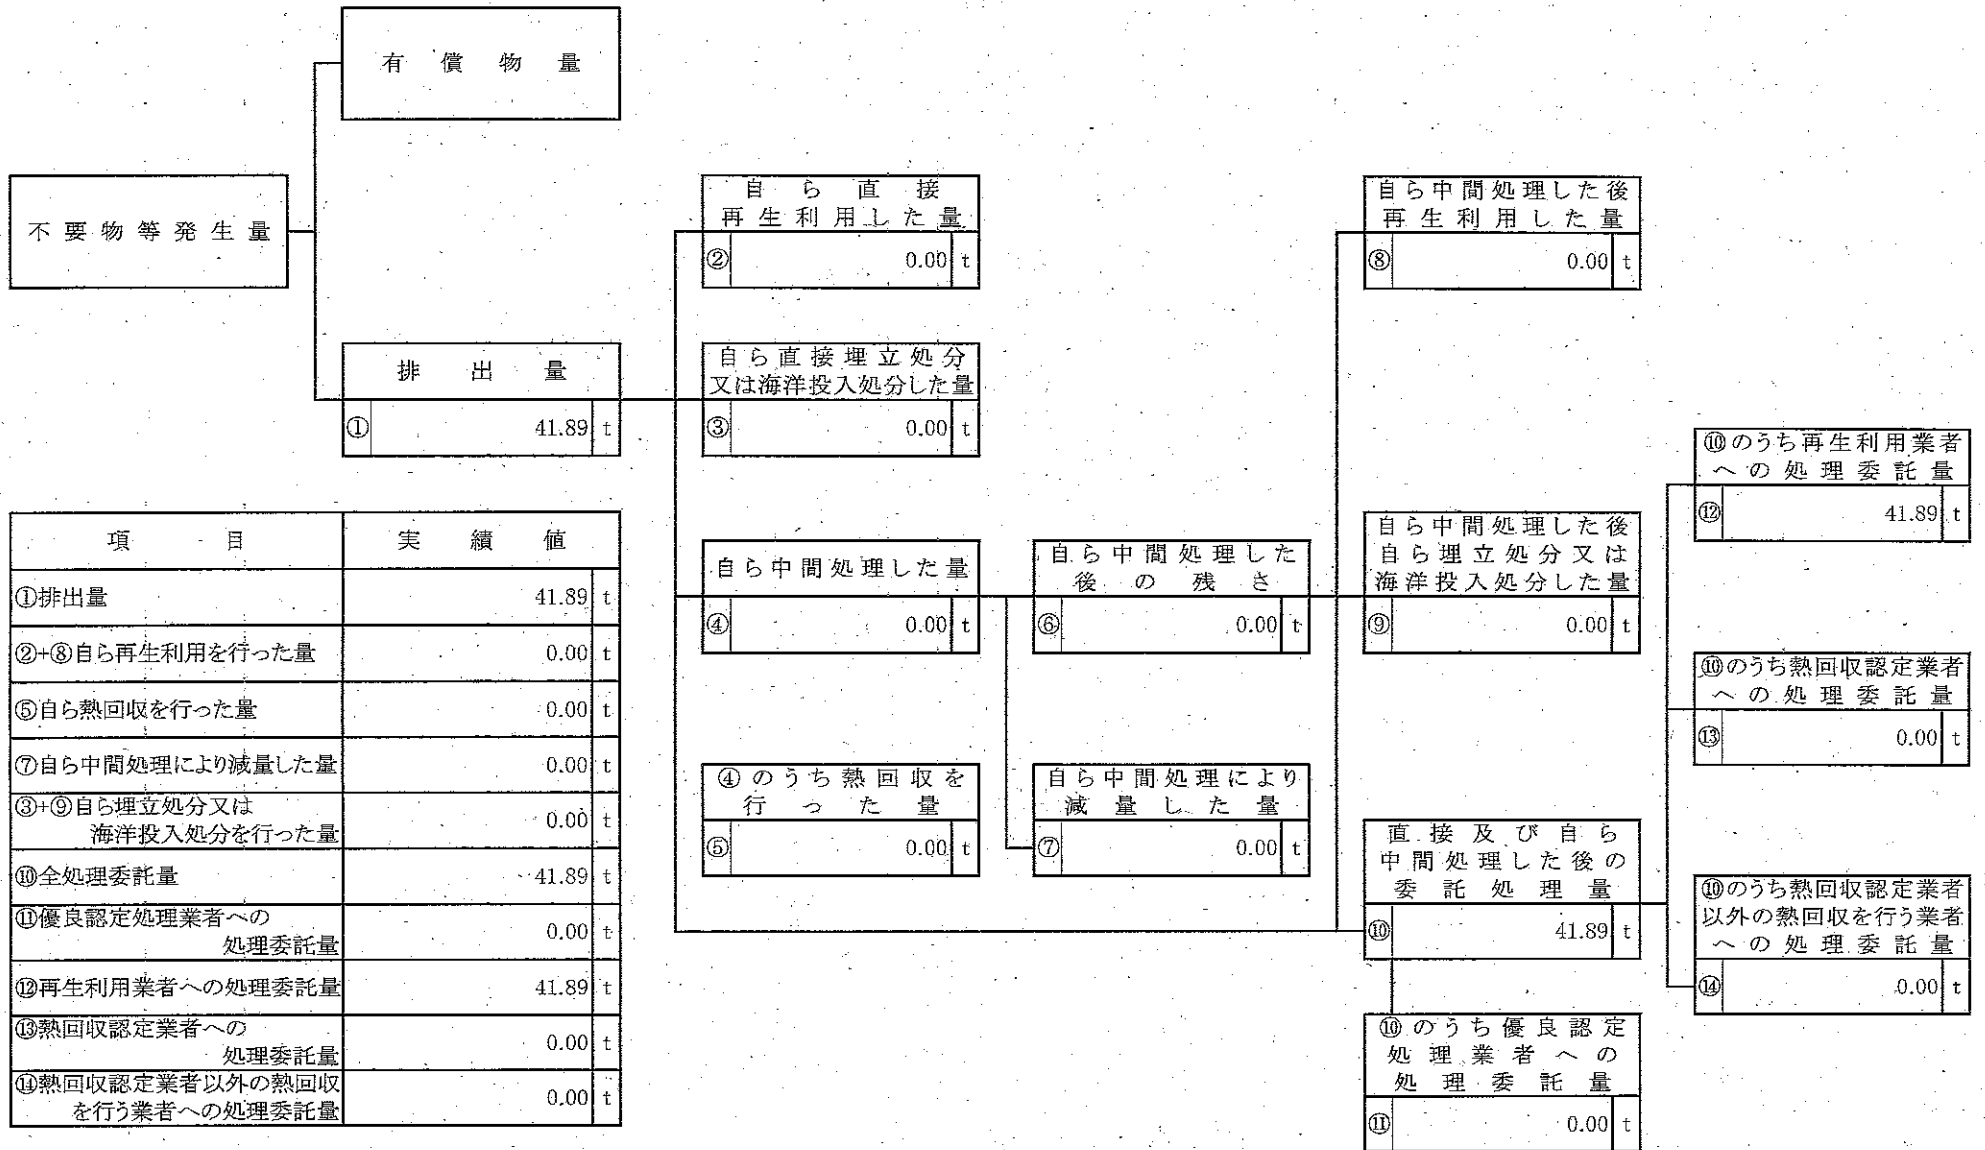 有償物量
不要物等発生量
排出量
① 41.89 t
自ら直接
再生利用した量
② 0.00 t
自ら直接埋立処分
又は海洋投入処分した量
③ 0.00 t
自ら中間処理した量
④ 0.00 t
④のうち熱回収を
行った量
⑤ 0.00 t
自ら中間処理した
後の残さ
⑥ 0.00 t
自ら中間処理により
減量した量
⑦ 0.00 t
自ら中間処理した後
再生利用した量
⑧ 0.00 t
自ら中間処理した後
自ら埋立処分又は
海洋投入処分した量
⑨ 0.00 t
直接及び自ら
中間処理した後の
委託処理量
⑩ 41.89 t
⑩のうち優良認定
処理業者への
処理委託量
⑪ 0.00 t
⑩のうち再生利用業者
への処理委託量
⑫ 41.89 t
⑩のうち熱回収認定業者
への処理委託量
⑬ 0.00 t
⑩のうち熱回収認定業者
以外の熱回収を行う業者
への処理委託量
⑭ 0.00 t
項目 実績値
①排出量 41.89 t
②+⑧自ら再生利用を行った量 0.00 t
⑤自ら熱回収を行った量 0.00 t
⑦自ら中間処理により減量した量 0.00 t
③+⑨自ら埋立処分又は
海洋投入処分を行った量 0.00 t
⑩全処理委託量 41.89 t
⑪優良認定処理業者への
処理委託量 0.00 t
⑫再生利用業者への処理委託量 41.89 t
⑬熱回収認定業者への
処理委託量 0.00 t
⑭熱回収認定業者以外の熱回収
を行う業者への処理委託量 0.00 t